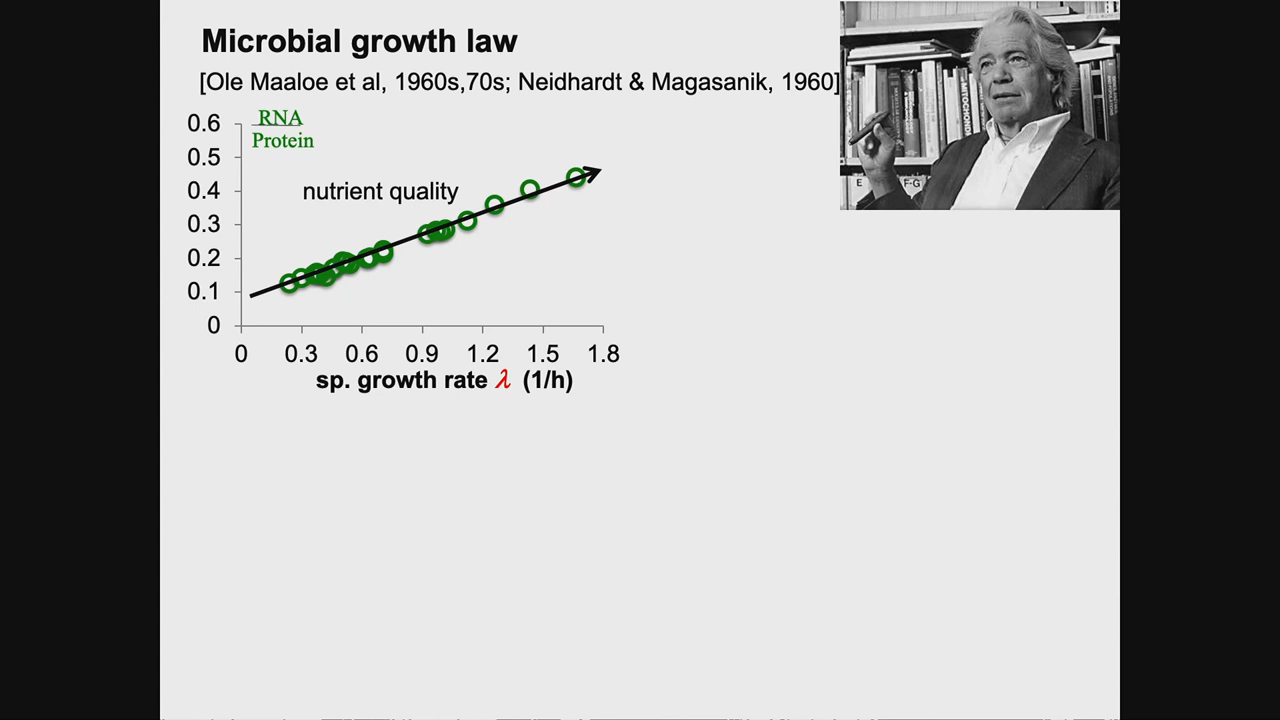 Microbial growth law
[Ole Maaloe et al, 1960s,70s; Neidhardt & Magasanik, 1960]
RNA
Protein
0.6
0.5
0.4
0.3
0.2
0.1
0
nutrient quality
0 0.3 0.6 0.9 1.2 1.5 1.8
sp. growth rate λ (1/h)
MITOCHOND
E
F-G